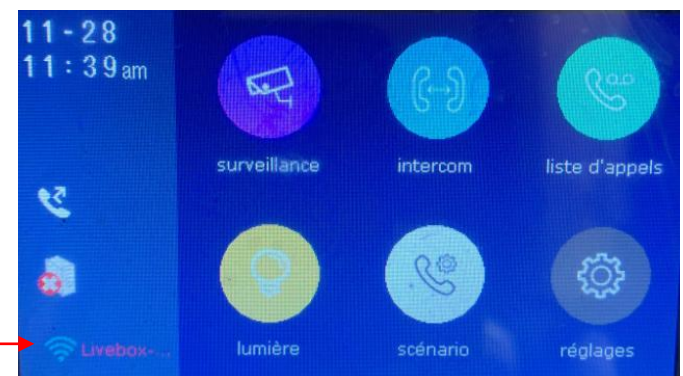 11-28
11:39am
surveillance
intercom
liste d'appels
Livebox-...
lumière
scénario
réglages